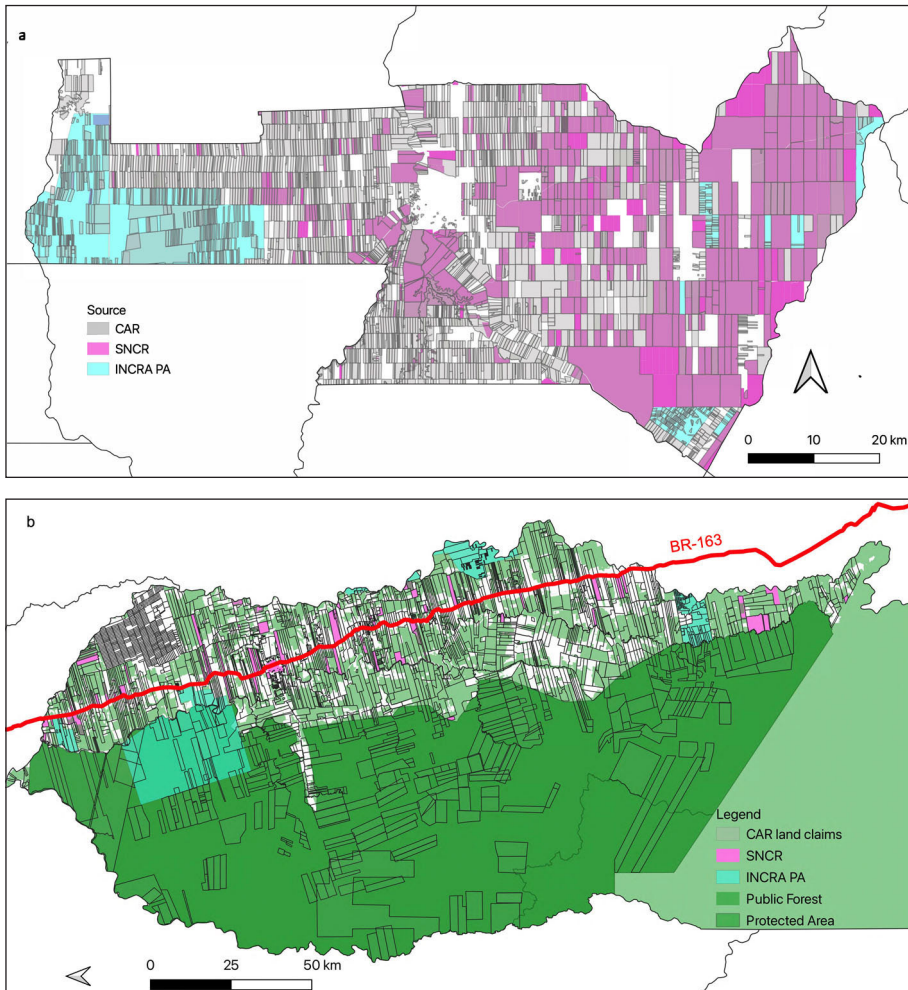 a
Source
CAR
SNCR
INCRA PA
0 10 20 km
b
BR-163
Legend
CAR land claims
SNCR
INCRA PA
Public Forest
Protected Area
0 25 50 km